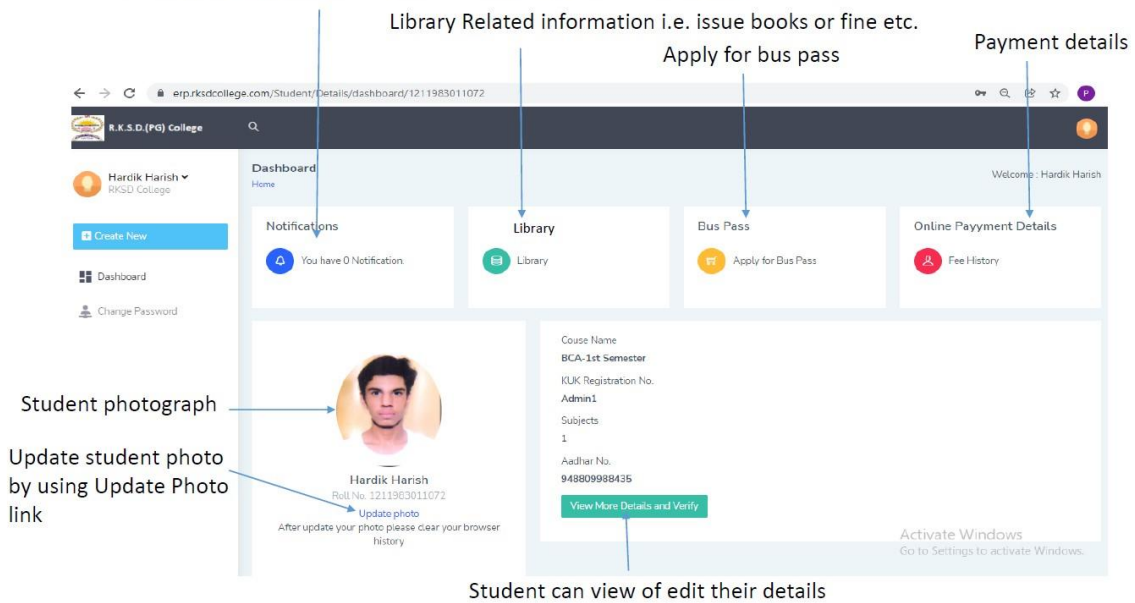 Library Related information i.e. issue books or fine etc.
Apply for bus pass
Payment details
erp.rksdcollege.com/Student/Details/dashboard/1211983011072
P
R.K.S.D.(PG) College
Hardik Harish
RKSD College
Dashboard
Home
Welcome : Hardik Harish
Create New
Dashboard
Change Password
Notifications
You have 0 Notification.
Library
Library
Bus Pass
Apply for Bus Pass
Online Payyment Details
Fee History
Student photograph
Update student photo
by using Update Photo
link
Hardik Harish
Roll No. 1211983011072
Update photo
After update your photo please clear your browser
history
Couse Name
BCA-1st Semester
KUK Registration No.
Admin1
Subjects
1
Aadhar No.
948809988435
View More Details and Verify
Activate Windows
Go to Settings to activate Windows.
Student can view of edit their details